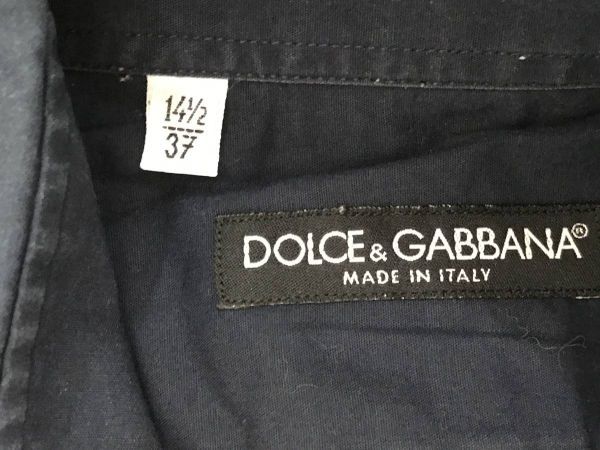 14½
37
DOLCE & GABBANA®
MADE IN ITALY